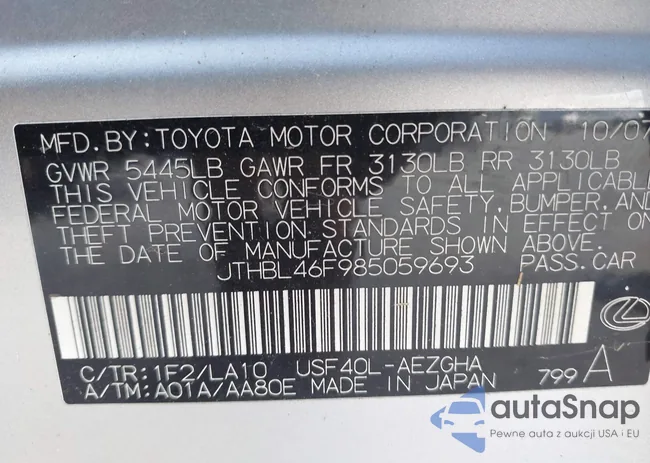 MFD.BY:TOYOTA MOTOR CORPORATION 10/07
GVWR 5445LB GAWR FR 3130LB RR 3130LB
THIS VEHICLE CONFORMS TO ALL APPLICABLE
FEDERAL MOTOR VEHICLE SAFETY, BUMPER, AND
THEFT PREVENTION STANDARDS IN EFFECT ON
THE DATE OF MANUFACTURE SHOWN ABOVE.
JTHBL46F985059693 PASS.CAR
C/TR:1F2/LA10 USF40L-AEZGHA
A/TM:A01A/AA80E MADE IN JAPAN 799 A
autaSnap
Pewne auta z aukcji USA i EU